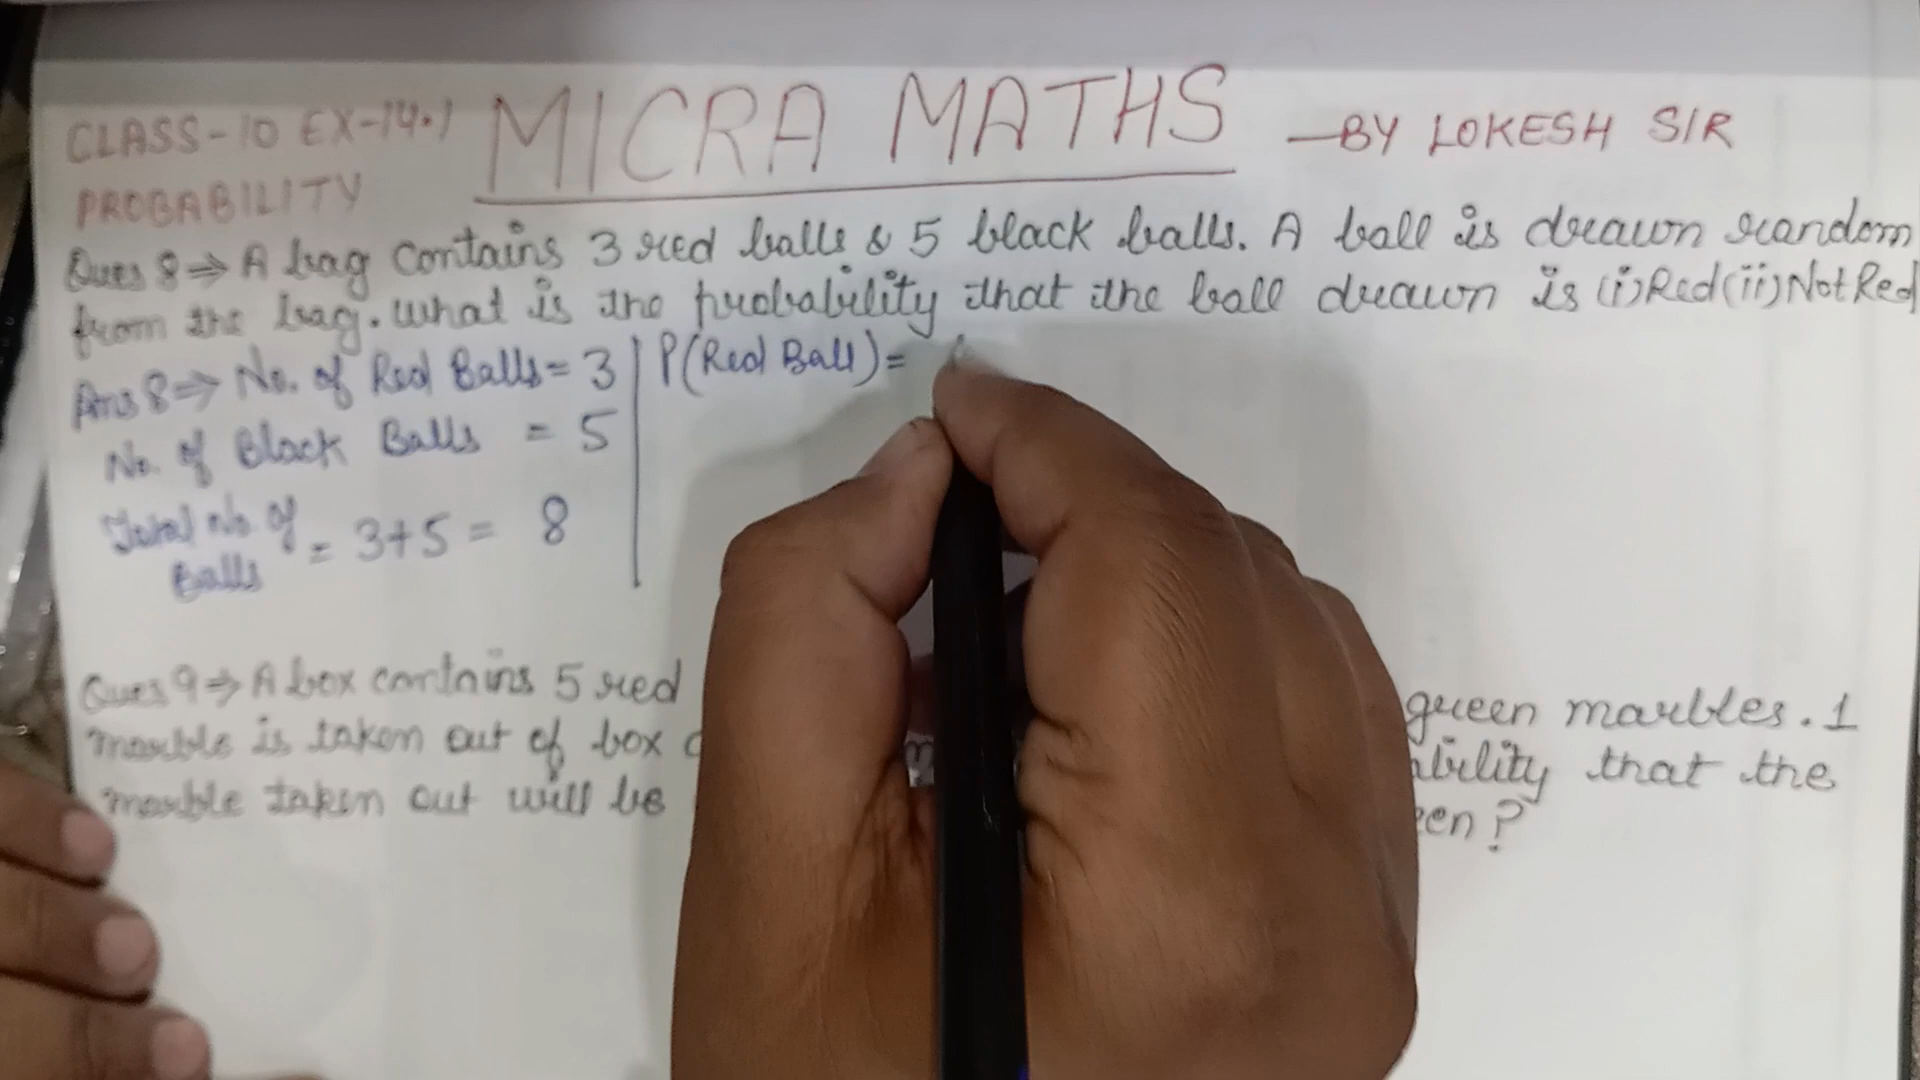 CLASS-10 EX-14.1 MICRA MATHS -BY LOKESH SIR
PROBABILITY
Ques 8⇒ A bag contains 3 red balls & 5 black balls. A ball is drawn random
from the bag. what is the probability that the ball drawn is (i) Red (ii) Not Red
Ans 8⇒ No. of Red Balls = 3 | P(Red Ball) =
No. of Black Balls = 5
Total No. of Balls = 3+5 = 8
Ques 9⇒ A box contains 5 red green marbles. 1
marble is taken out of box that the
marble taken out will be